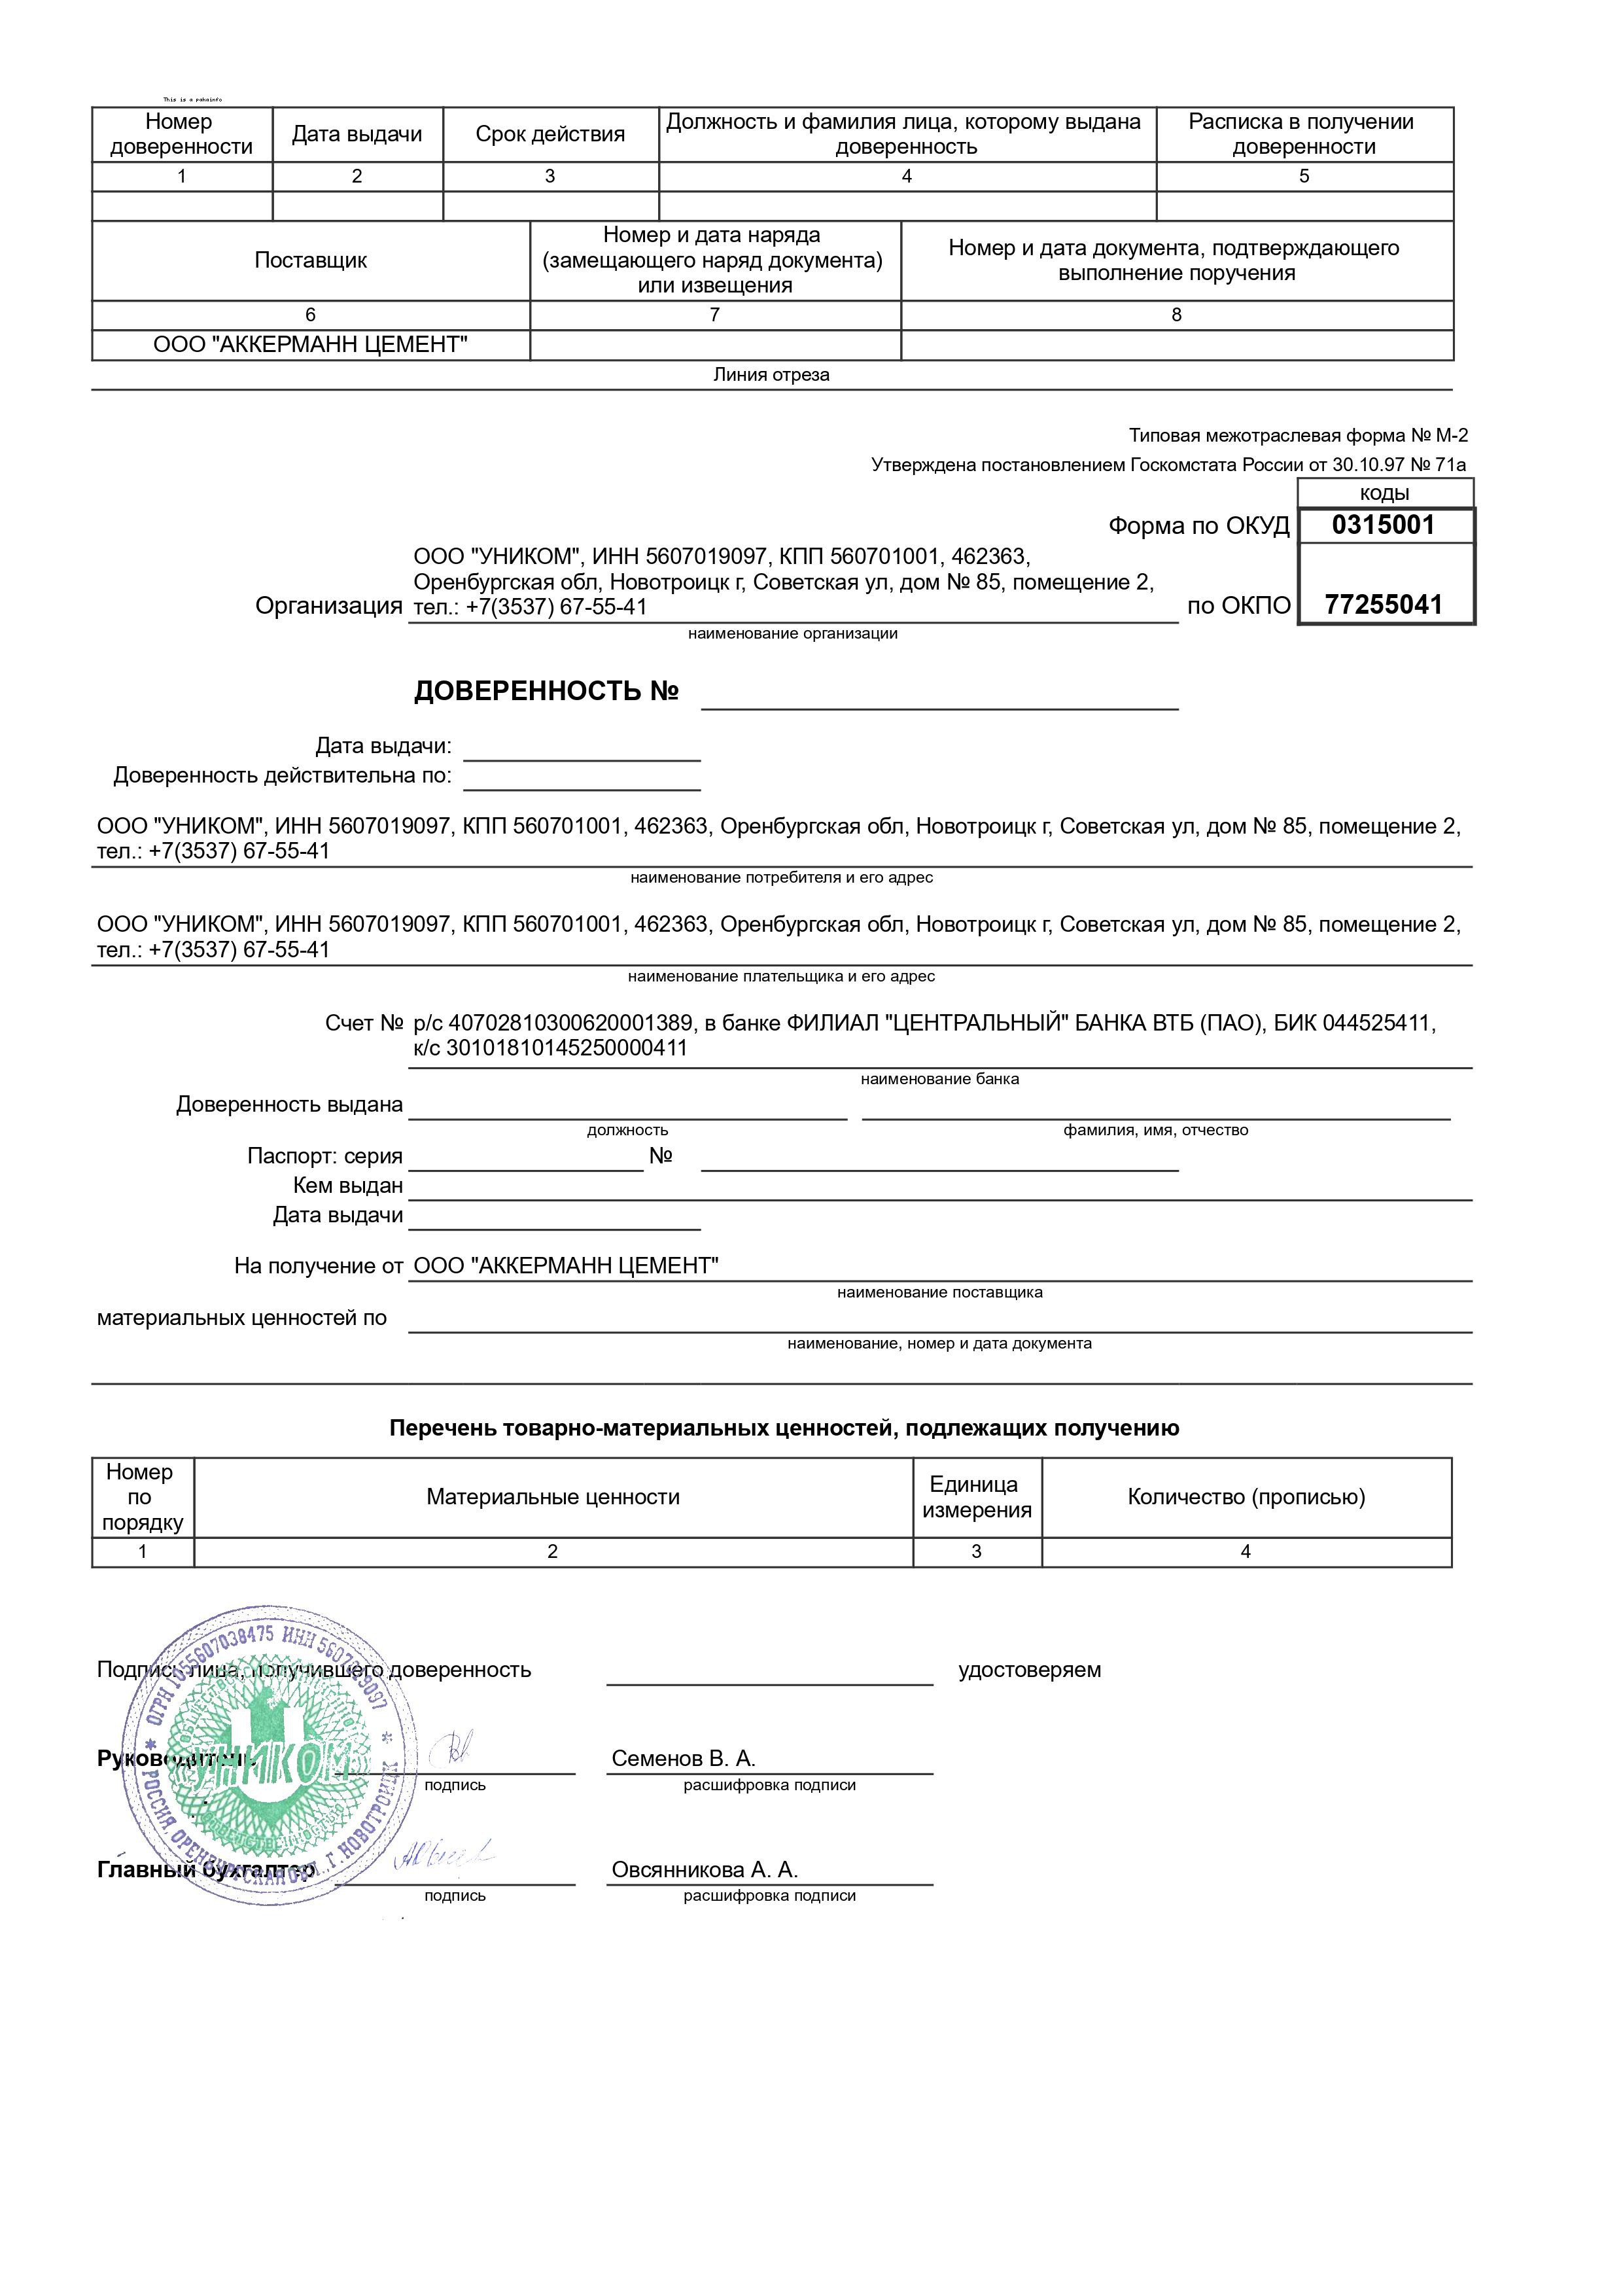 This is a pakainfo
Номер доверенности
Дата выдачи
Срок действия
Должность и фамилия лица, которому выдана доверенность
Расписка в получении доверенности
1 2 3 4 5
Поставщик
Номер и дата наряда (замещающего наряд документа) или извещения
Номер и дата документа, подтверждающего выполнение поручения
6 7 8
ООО "АККЕРМАНН ЦЕМЕНТ"
Линия отреза
Типовая межотраслевая форма № М-2
Утверждена постановлением Госкомстата России от 30.10.97 № 71а
коды
Форма по ОКУД 0315001
ООО "УНИКОМ", ИНН 5607019097, КПП 560701001, 462363,
Оренбургская обл, Новотроицк г, Советская ул, дом № 85, помещение 2,
Организация тел.: +7(3537) 67-55-41 по ОКПО 77255041
наименование организации
ДОВЕРЕННОСТЬ №
Дата выдачи:
Доверенность действительна по:
ООО "УНИКОМ", ИНН 5607019097, КПП 560701001, 462363, Оренбургская обл, Новотроицк г, Советская ул, дом № 85, помещение 2,
тел.: +7(3537) 67-55-41
наименование потребителя и его адрес
ООО "УНИКОМ", ИНН 5607019097, КПП 560701001, 462363, Оренбургская обл, Новотроицк г, Советская ул, дом № 85, помещение 2,
тел.: +7(3537) 67-55-41
наименование плательщика и его адрес
Счет № р/с 40702810300620001389, в банке ФИЛИАЛ "ЦЕНТРАЛЬНЫЙ" БАНКА ВТБ (ПАО), БИК 044525411,
к/с 30101810145250000411
наименование банка
Доверенность выдана
должность фамилия, имя, отчество
Паспорт: серия №
Кем выдан
Дата выдачи
На получение от ООО "АККЕРМАНН ЦЕМЕНТ"
наименование поставщика
материальных ценностей по
наименование, номер и дата документа
Перечень товарно-материальных ценностей, подлежащих получению
Номер по порядку
Материальные ценности
Единица измерения
Количество (прописью)
1 2 3 4
Подпись лица, получившего доверенность удостоверяем
Руководитель Семенов В. А.
подпись расшифровка подписи
Главный бухгалтер Овсянникова А. А.
подпись расшифровка подписи
ОГРН 1055607038475 ИНН 5607019097
РОССИЯ, ОРЕНБУРГСКАЯ ОБЛ., Г. НОВОТРОИЦК
ОБЩЕСТВО С ОГРАНИЧЕННОЙ
ОТВЕТСТВЕННОСТЬЮ
УНИКОМ